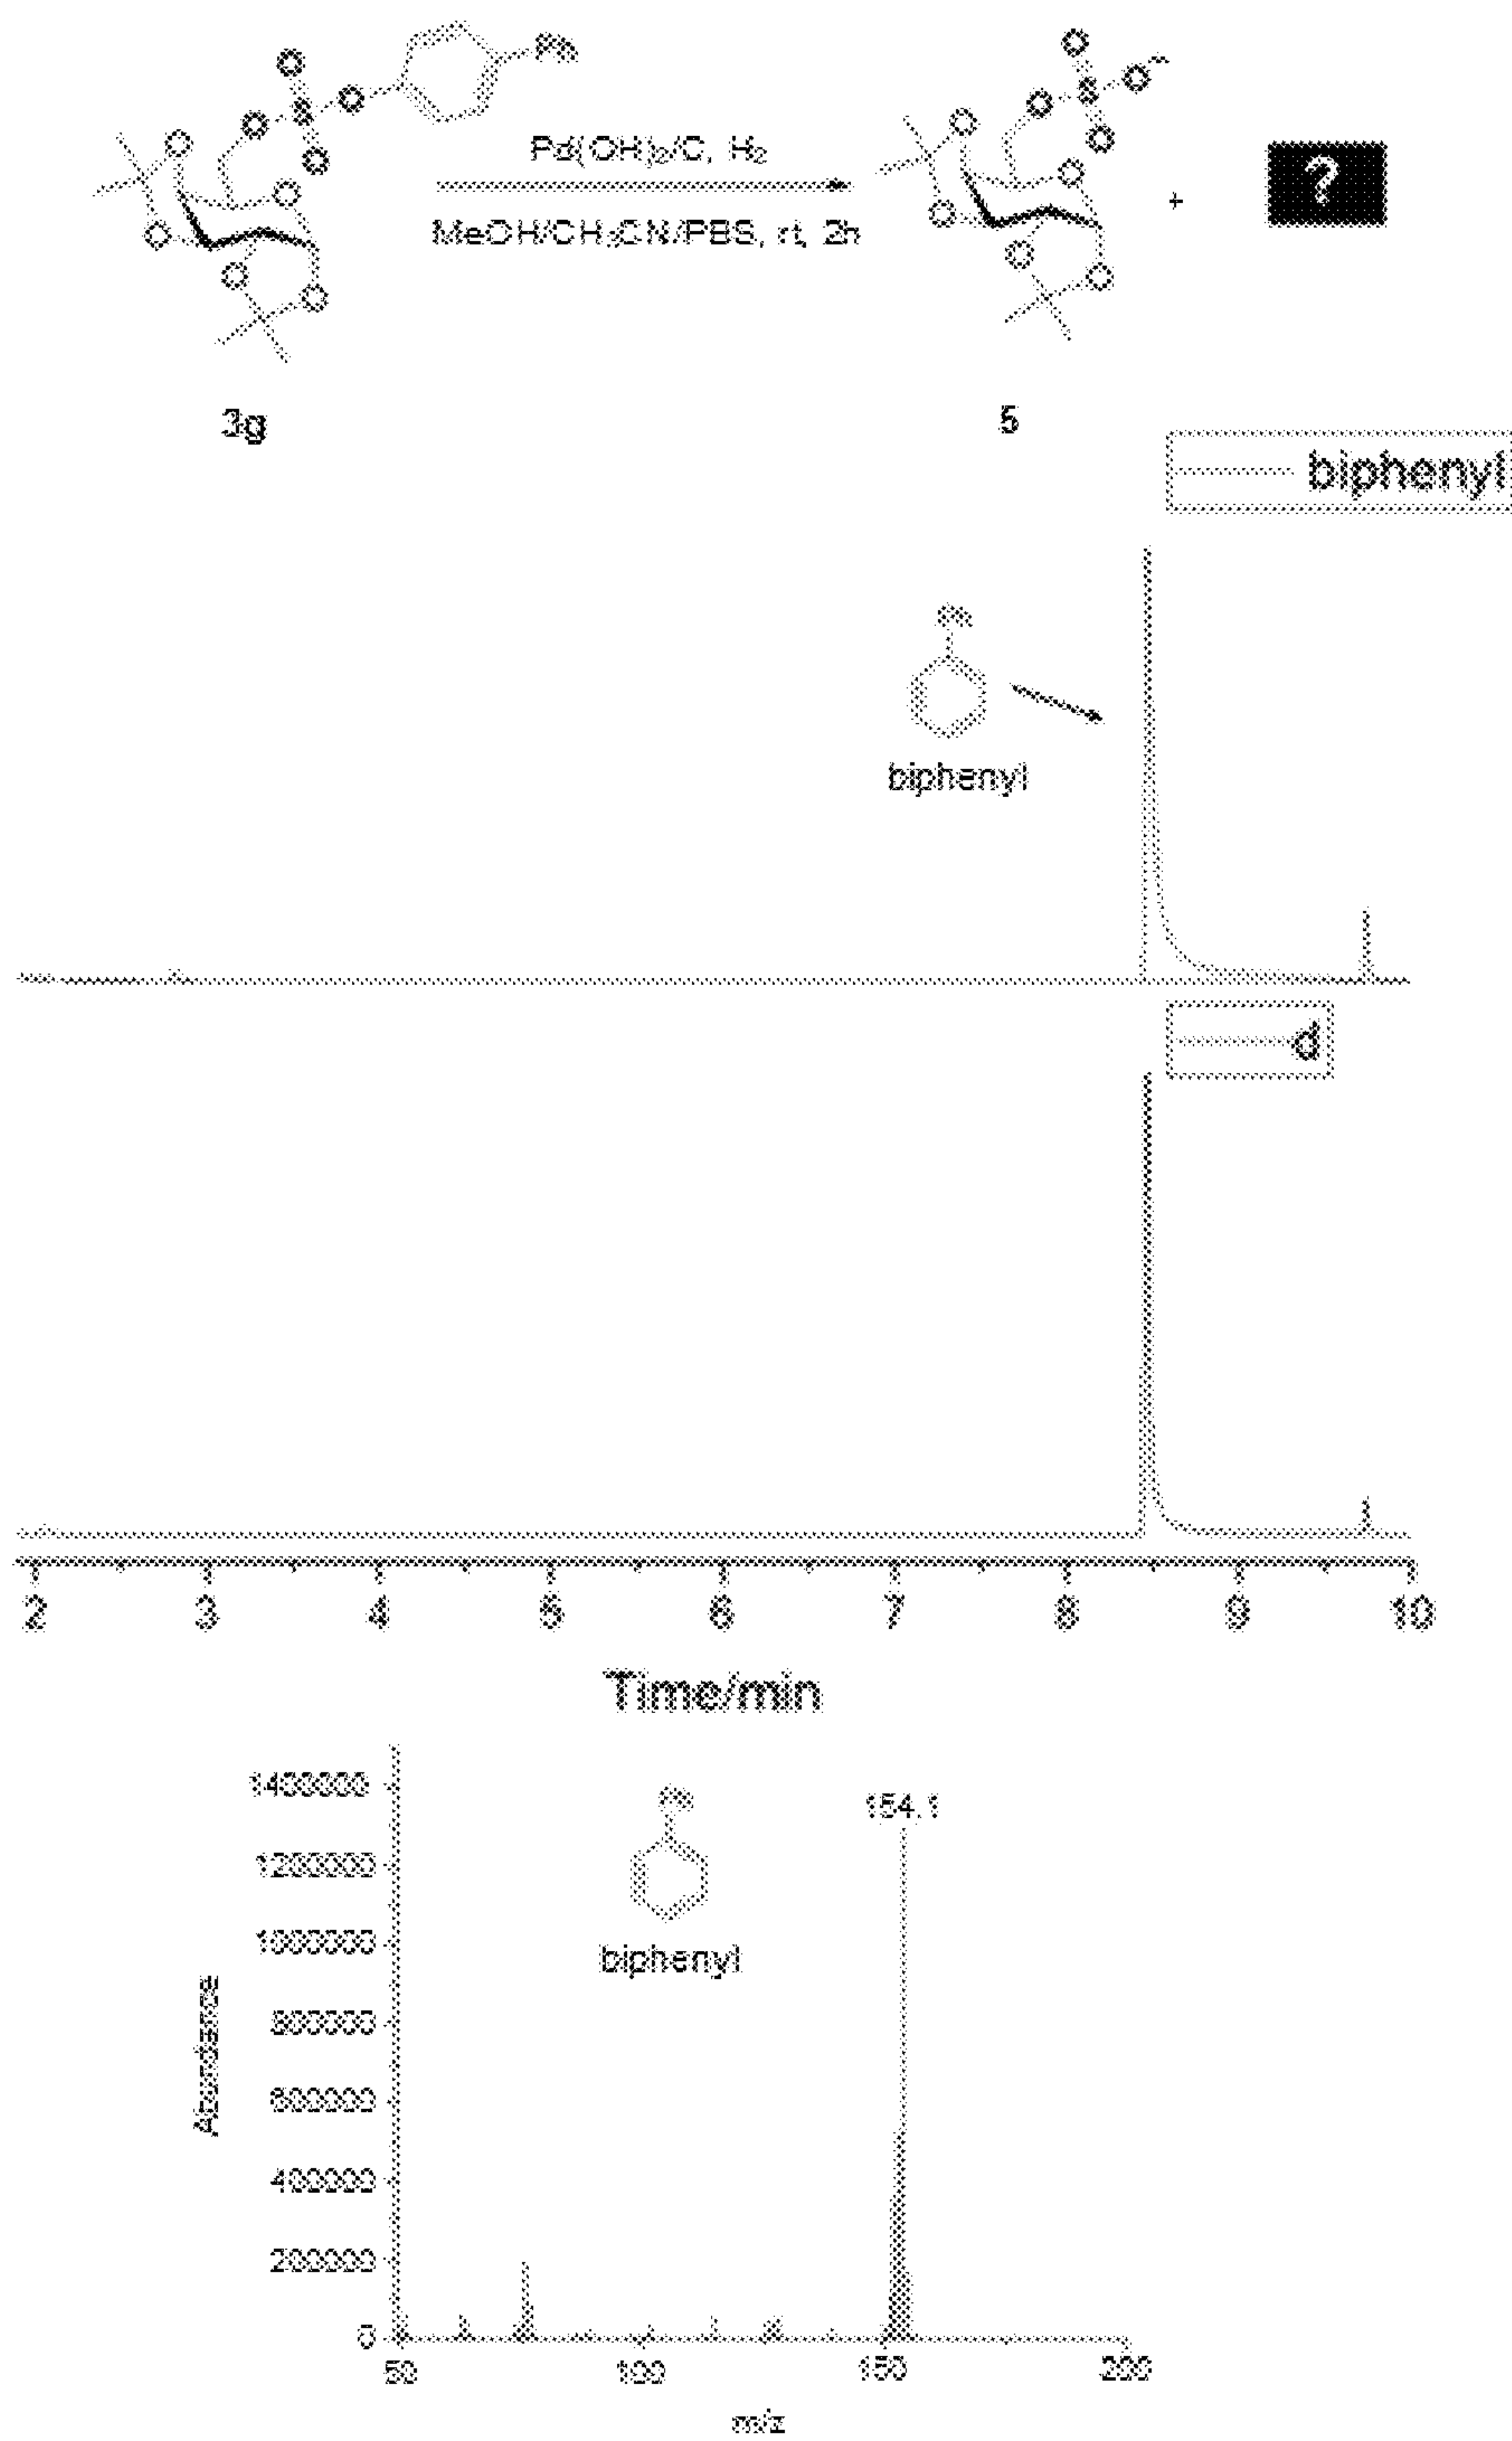 O
Ph
O S O
O
O
O
O
O
O
Pd(OH)2/C, H2
MeOH/CH3CN/PBS, rt, 2h
O
O S O-
O
O
O
O
O
O
+
?
3g
5
biphenyl
Ph
biphenyl
d
2 3 4 5 6 7 8 9 10
Time/min
1400000
1200000
1000000
800000
600000
400000
200000
0
Abundance
Ph
biphenyl
154.1
50 100 150 200
m/z